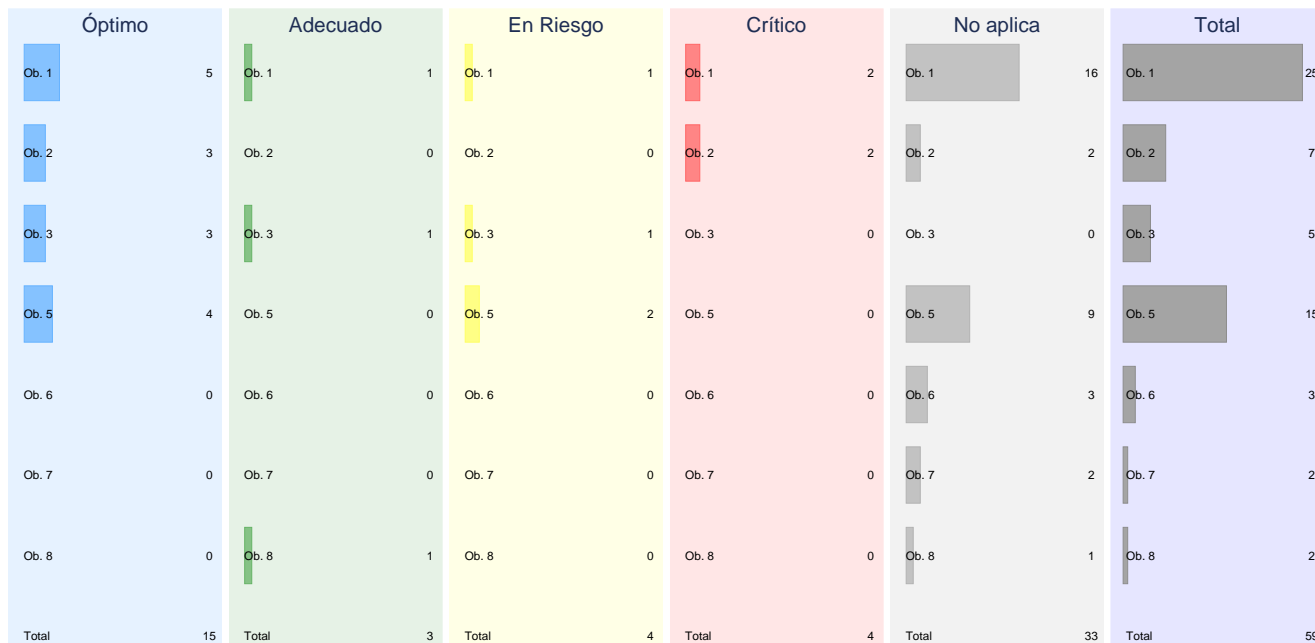 Óptimo Adecuado En Riesgo Crítico No aplica Total
Ob. 1 5 Ob. 1 1 Ob. 1 1 Ob. 1 2 Ob. 1 16 Ob. 1 25
Ob. 2 3 Ob. 2 0 Ob. 2 0 Ob. 2 2 Ob. 2 2 Ob. 2 7
Ob. 3 3 Ob. 3 1 Ob. 3 1 Ob. 3 0 Ob. 3 0 Ob. 3 5
Ob. 5 4 Ob. 5 0 Ob. 5 2 Ob. 5 0 Ob. 5 9 Ob. 5 15
Ob. 6 0 Ob. 6 0 Ob. 6 0 Ob. 6 0 Ob. 6 3 Ob. 6 3
Ob. 7 0 Ob. 7 0 Ob. 7 0 Ob. 7 0 Ob. 7 2 Ob. 7 2
Ob. 8 0 Ob. 8 1 Ob. 8 0 Ob. 8 0 Ob. 8 1 Ob. 8 2
Total 15 Total 3 Total 4 Total 4 Total 33 Total 59